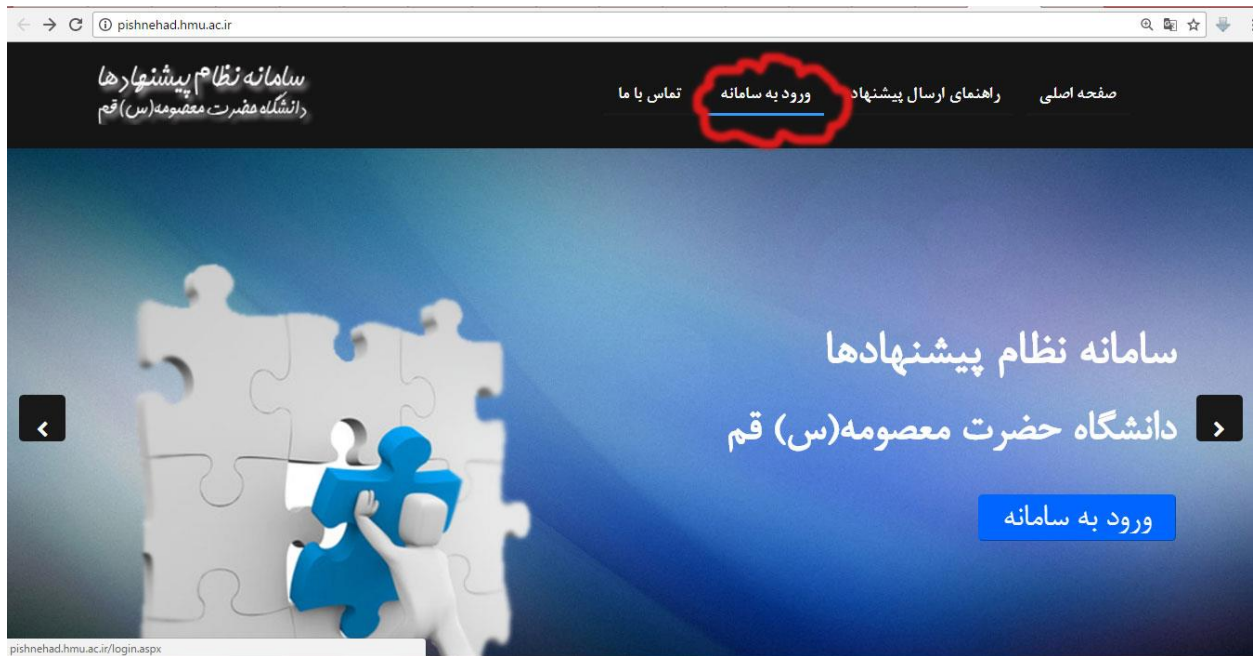 pishnehad.hmu.ac.ir
سامانه نظام پیشنهادها
دانشگاه حضرت معصومه(س) قم
صفحه اصلی
راهنمای ارسال پیشنهاد
ورود به سامانه
تماس با ما
سامانه نظام پیشنهادها
دانشگاه حضرت معصومه(س) قم
ورود به سامانه
pishnehad.hmu.ac.ir/login.aspx